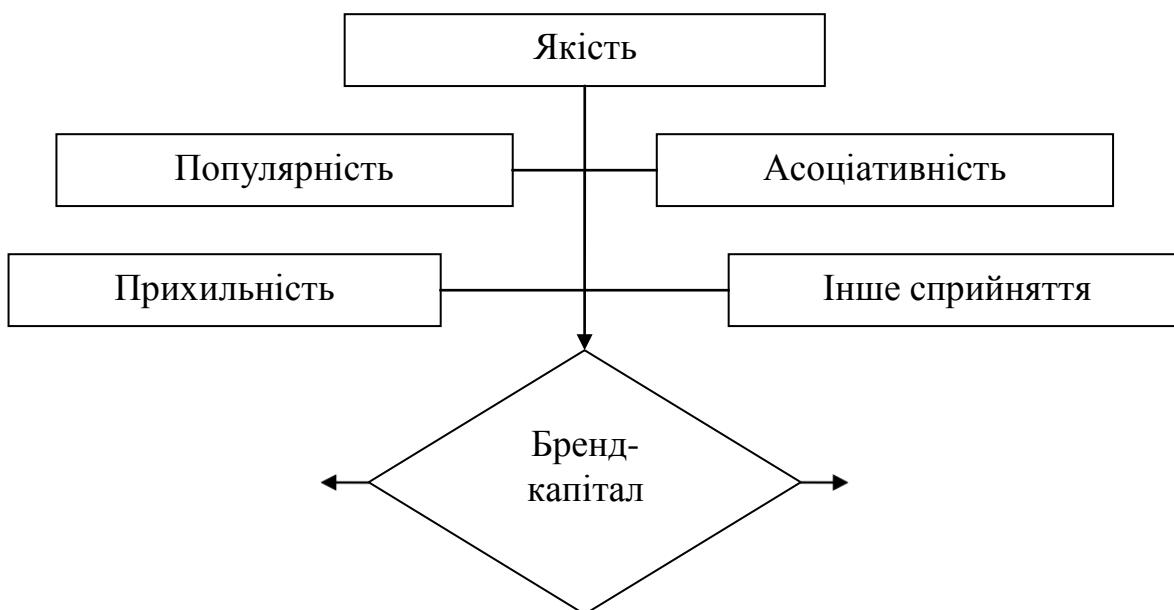 Якість
Популярність
Асоціативність
Прихильність
Інше сприйняття
Бренд-
капітал